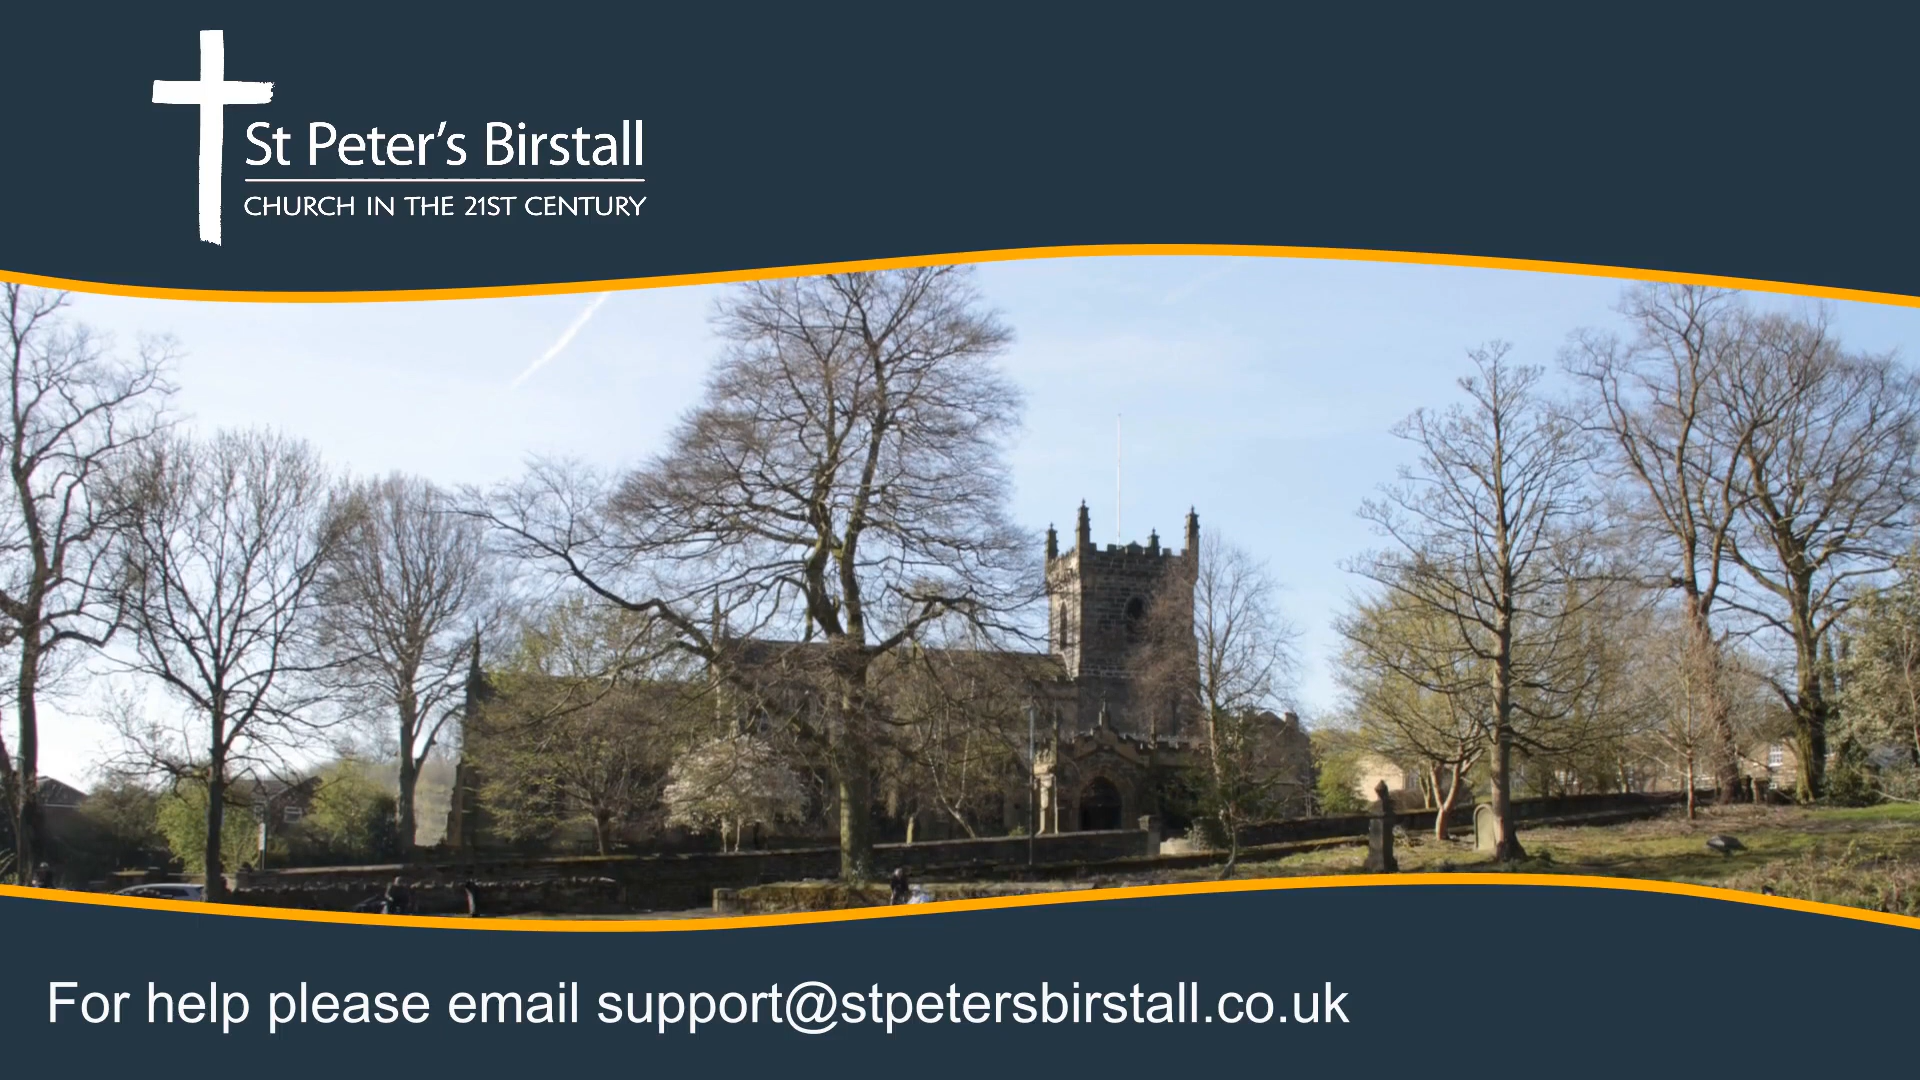 St Peter's Birstall
CHURCH IN THE 21ST CENTURY
For help please email support@stpetersbirstall.co.uk